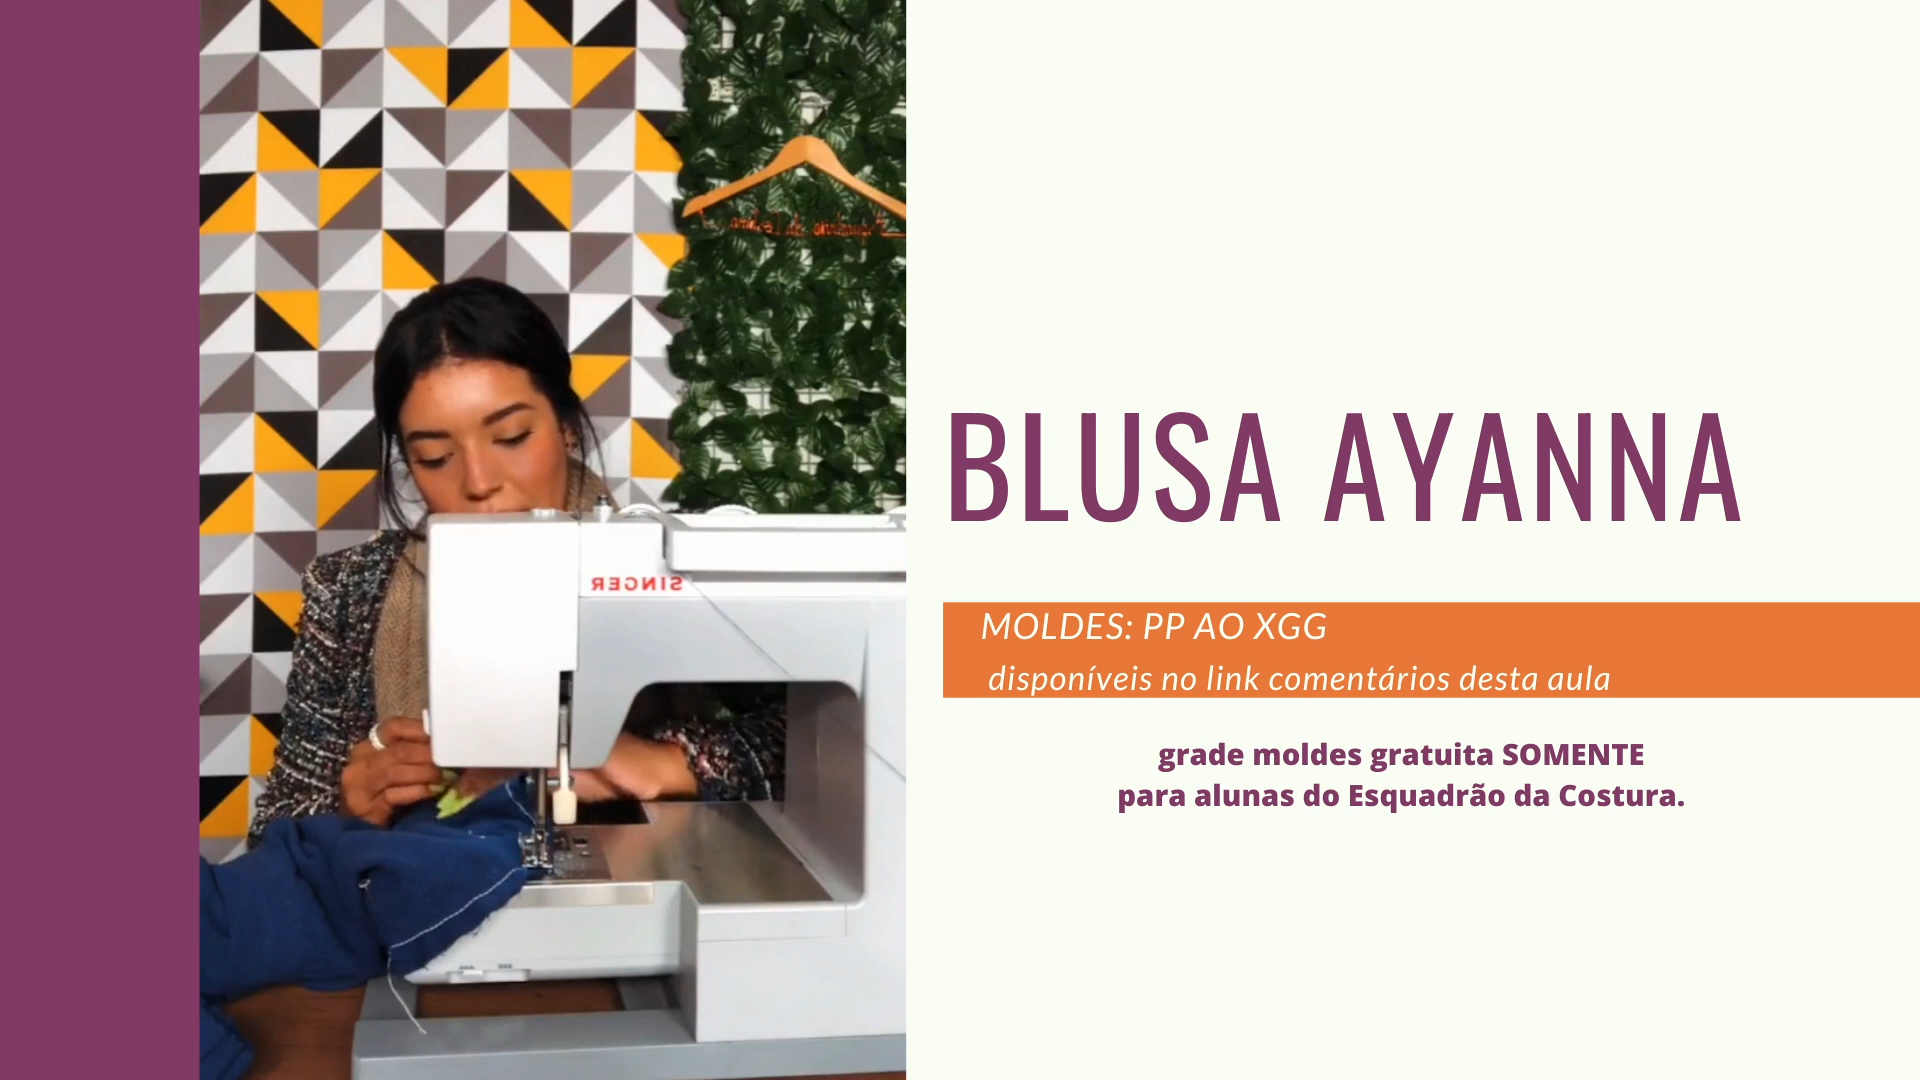 BLUSA AYANNA
MOLDES: PP AO XGG
disponíveis no link comentários desta aula
grade moldes gratuita SOMENTE
para alunas do Esquadrão da Costura.
SINGER